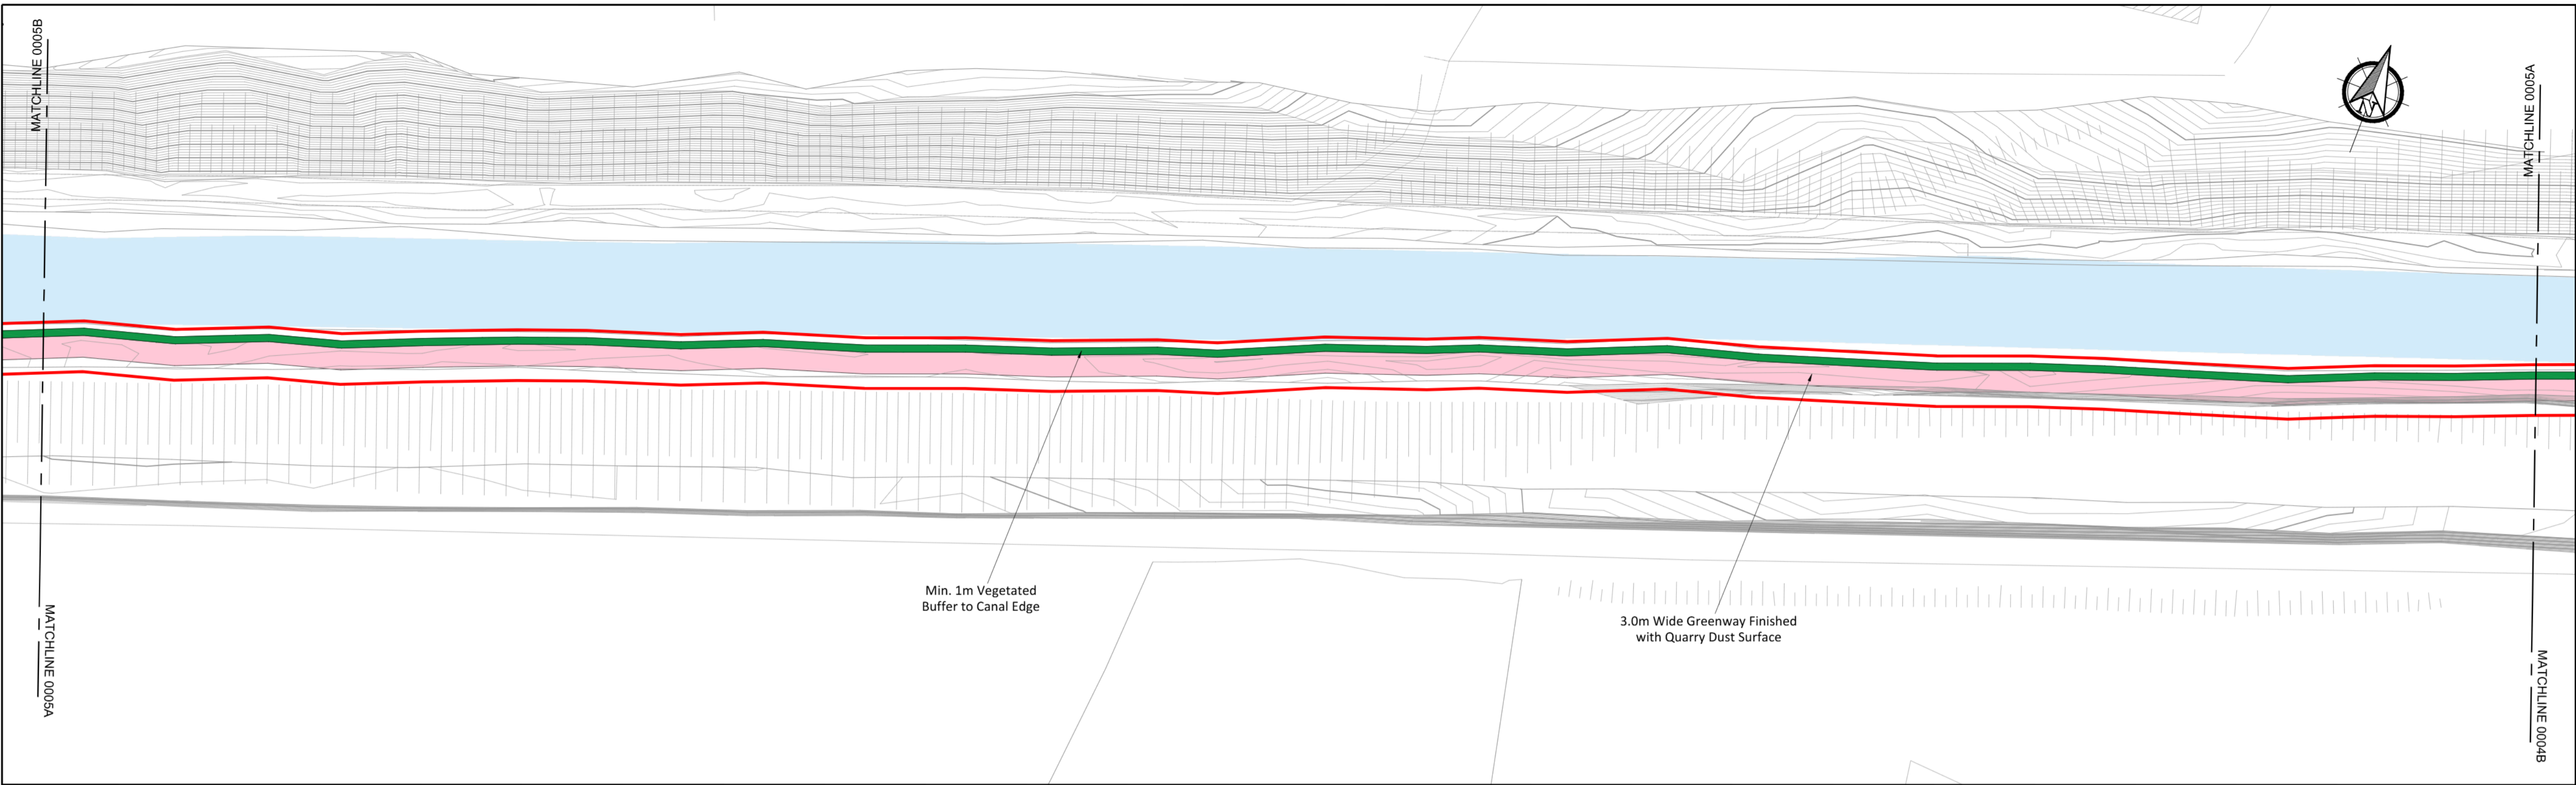 MATCHLINE 0005B
MATCHLINE 0005A
N
MATCHLINE 0005A
MATCHLINE 0004B
Min. 1m Vegetated
Buffer to Canal Edge
3.0m Wide Greenway Finished
with Quarry Dust Surface